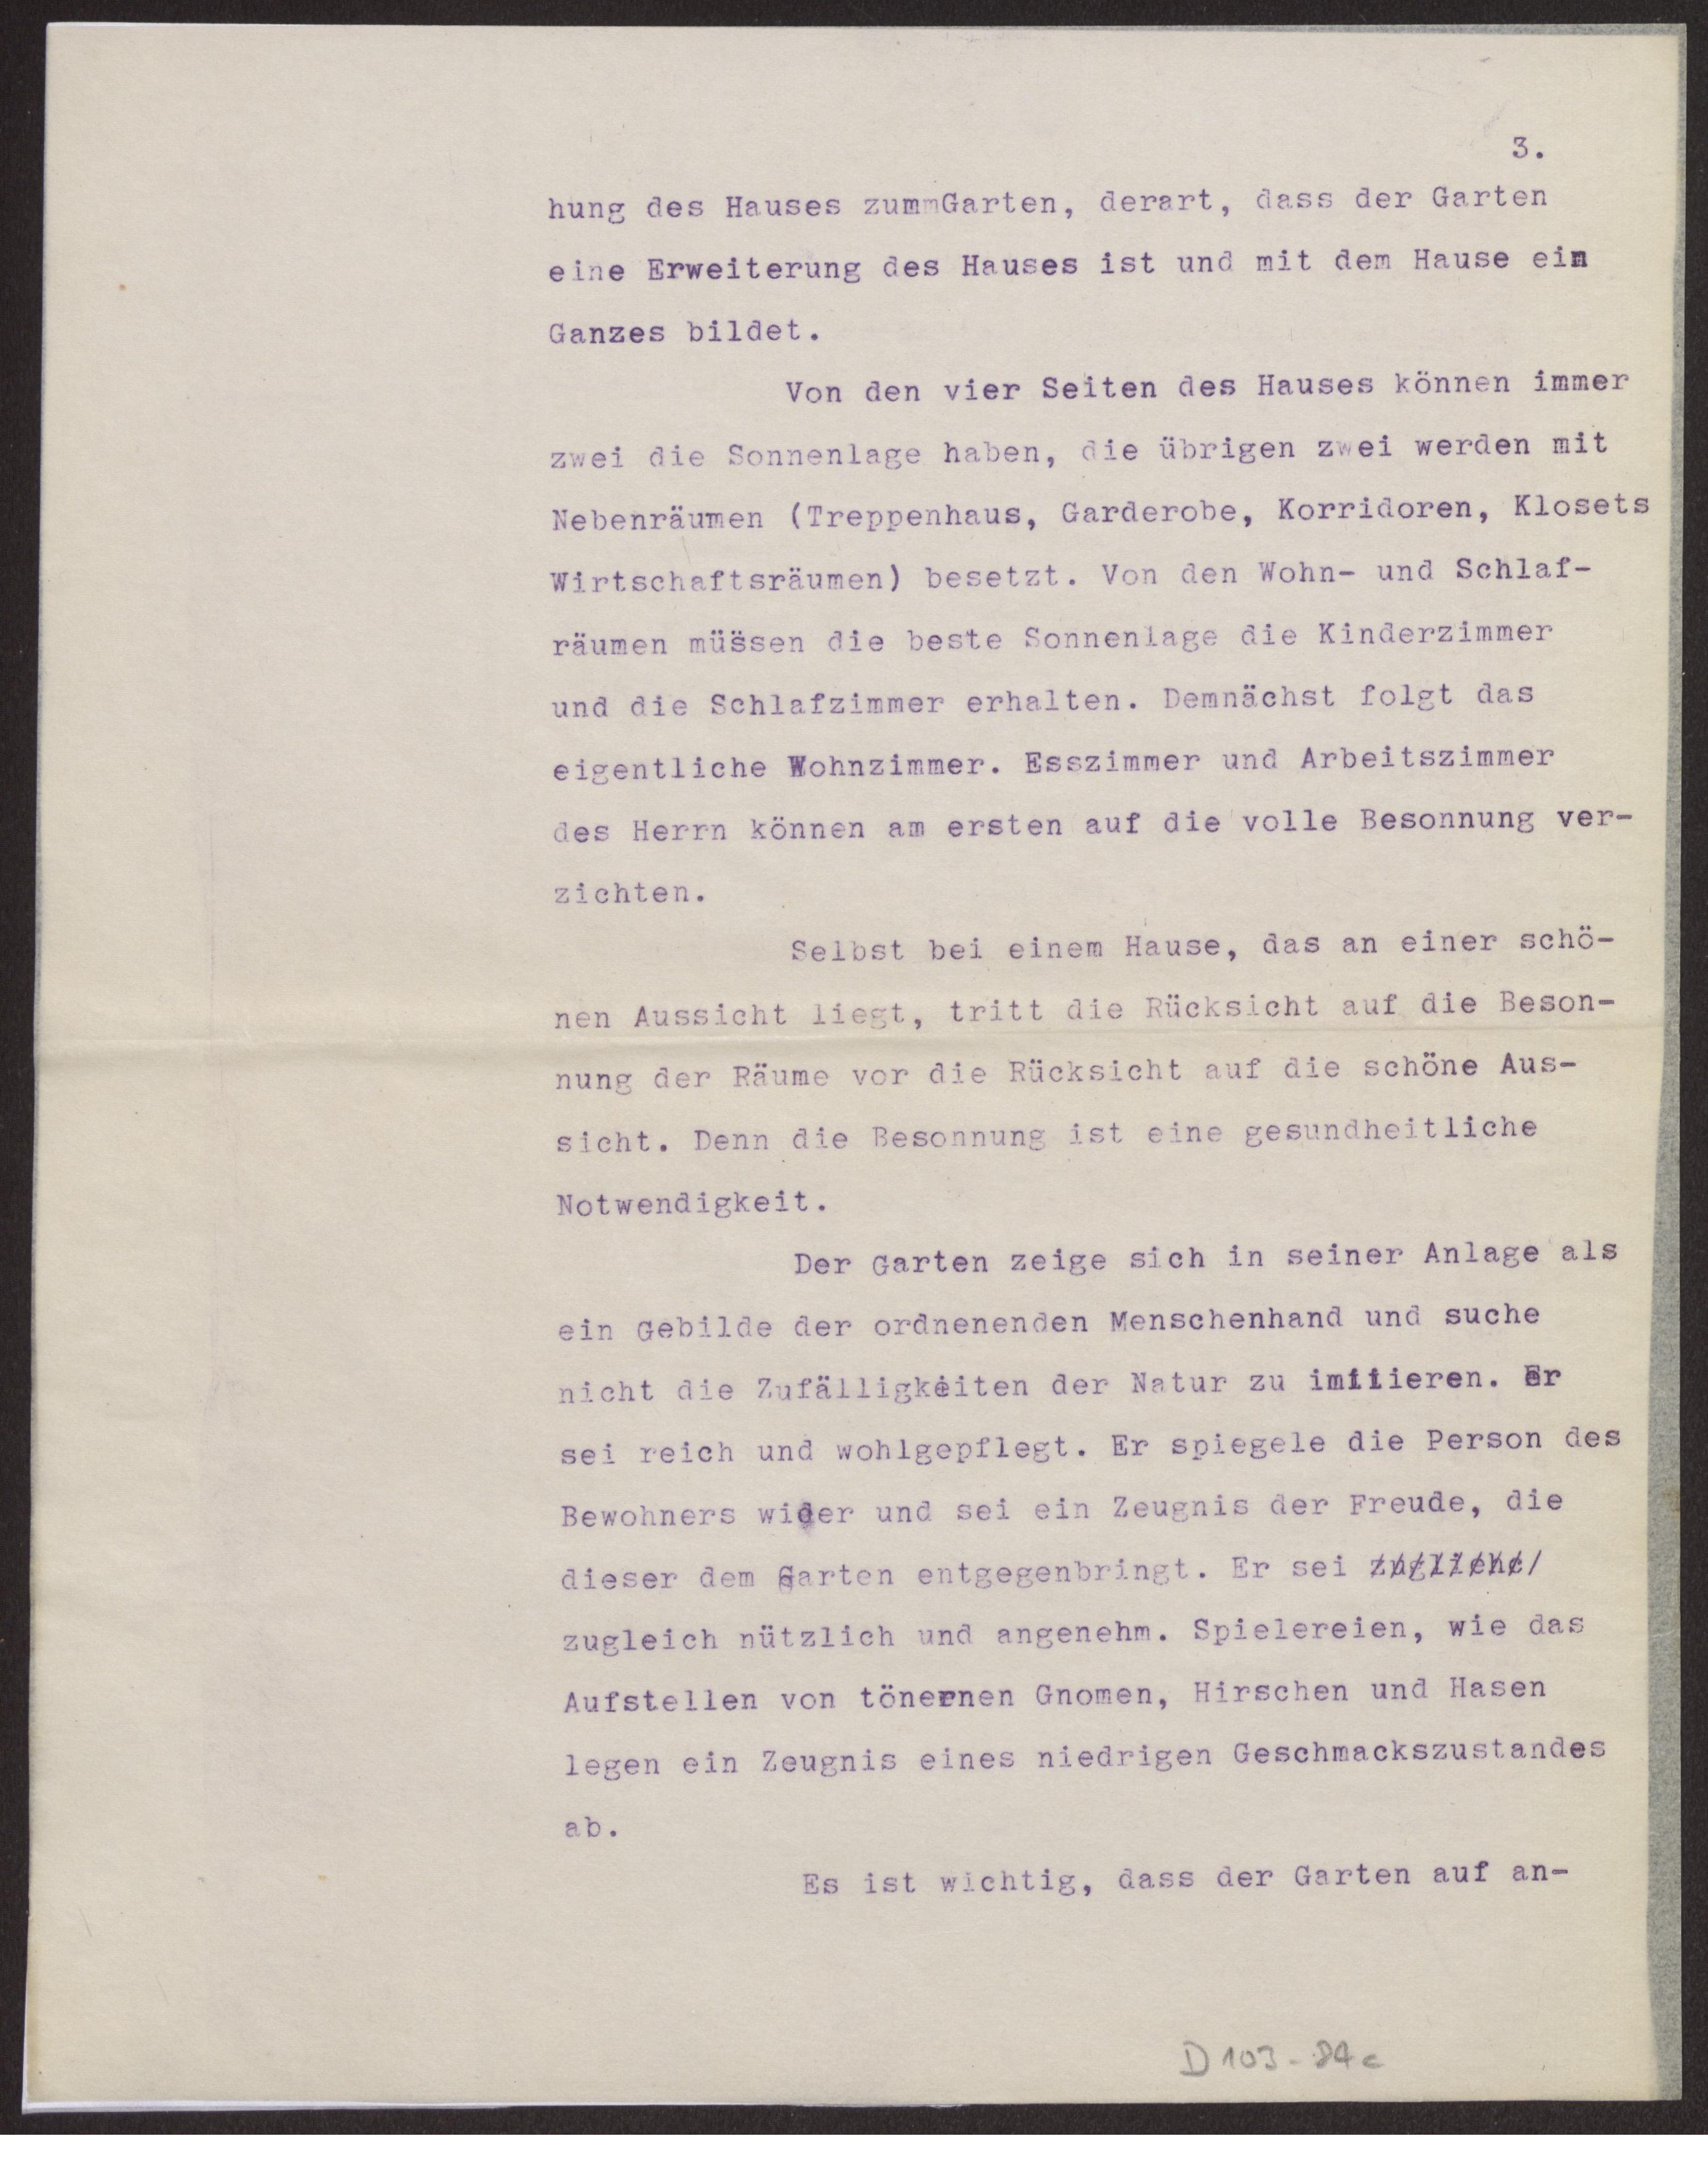 3.
hung des Hauses zummGarten, derart, dass der Garten
eine Erweiterung des Hauses ist und mit dem Hause ein
Ganzes bildet.
Von den vier Seiten des Hauses können immer
zwei die Sonnenlage haben, die übrigen zwei werden mit
Nebenräumen (Treppenhaus, Garderobe, Korridoren, Klosets
Wirtschaftsräumen) besetzt. Von den Wohn- und Schlaf-
räumen müssen die beste Sonnenlage die Kinderzimmer
und die Schlafzimmer erhalten. Demnächst folgt das
eigentliche Wohnzimmer. Esszimmer und Arbeitszimmer
des Herrn können am ersten auf die volle Besonnung ver-
zichten.
Selbst bei einem Hause, das an einer schö-
nen Aussicht liegt, tritt die Rücksicht auf die Beson-
nung der Räume vor die Rücksicht auf die schöne Aus-
sicht. Denn die Besonnung ist eine gesundheitliche
Notwendigkeit.
Der Garten zeige sich in seiner Anlage als
ein Gebilde der ordnenenden Menschenhand und suche
nicht die Zufälligkeiten der Natur zu imitieren. Er
sei reich und wohlgepflegt. Er spiegele die Person des
Bewohners wider und sei ein Zeugnis der Freude, die
dieser dem Garten entgegenbringt. Er sei
zugleich nützlich und angenehm. Spielereien, wie das
Aufstellen von tönernen Gnomen, Hirschen und Hasen
legen ein Zeugnis eines niedrigen Geschmackszustandes
ab.
Es ist wichtig, dass der Garten auf an-
D 103-84c